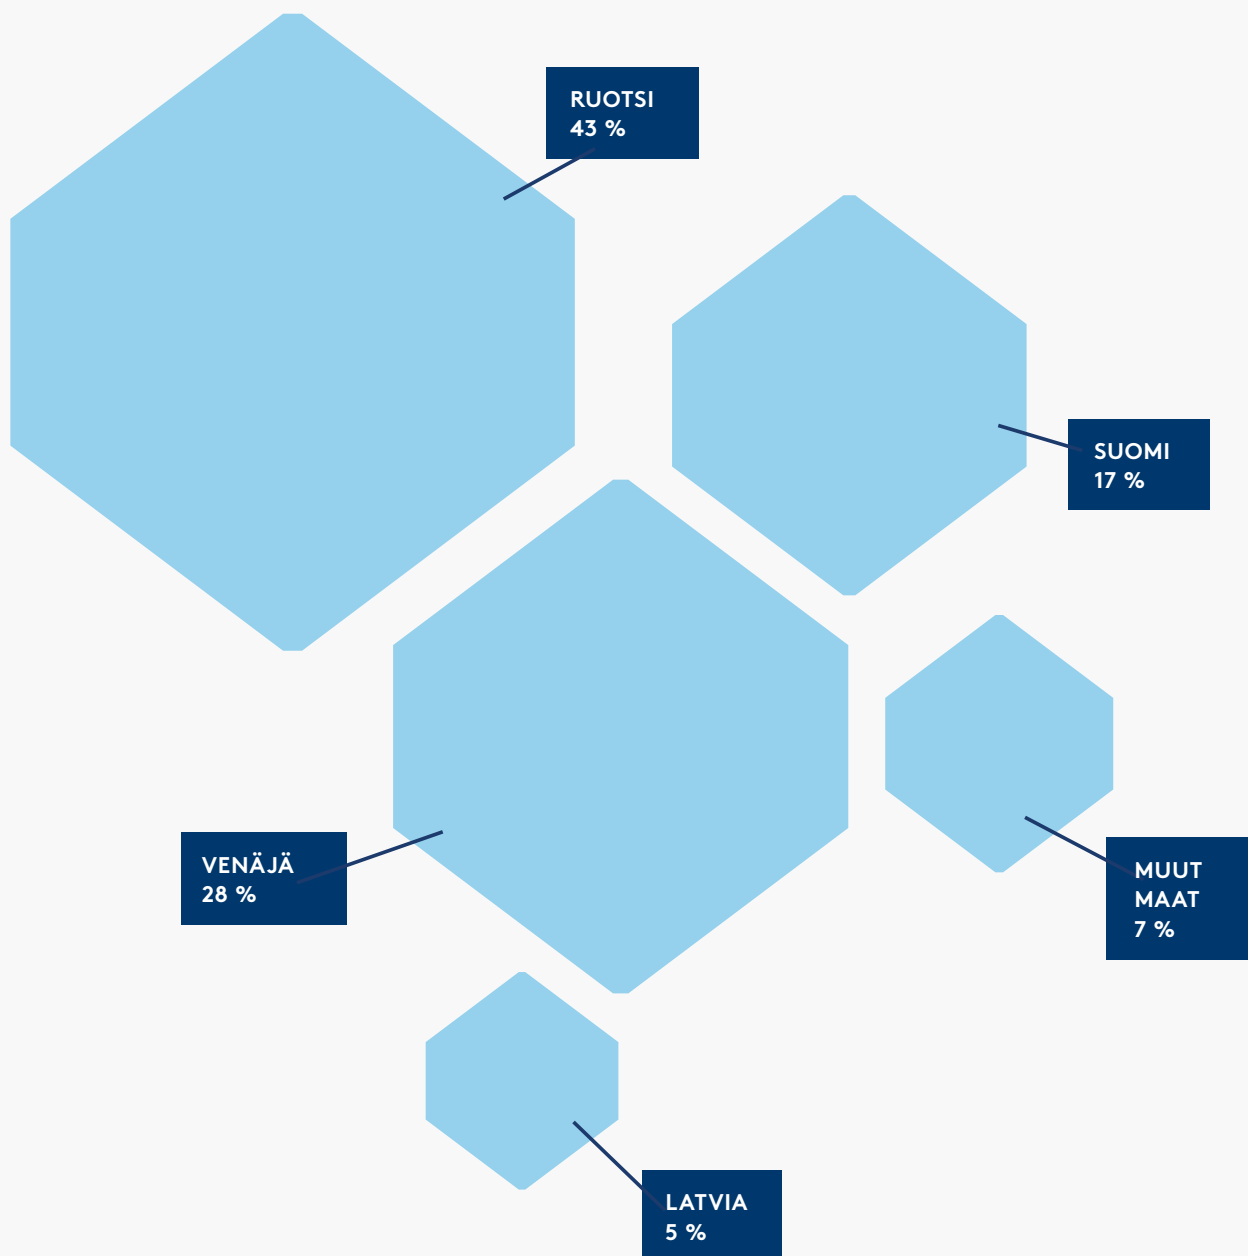 RUOTSI
43 %
SUOMI
17 %
VENÄJÄ
28 %
MUUT
MAAT
7 %
LATVIA
5 %